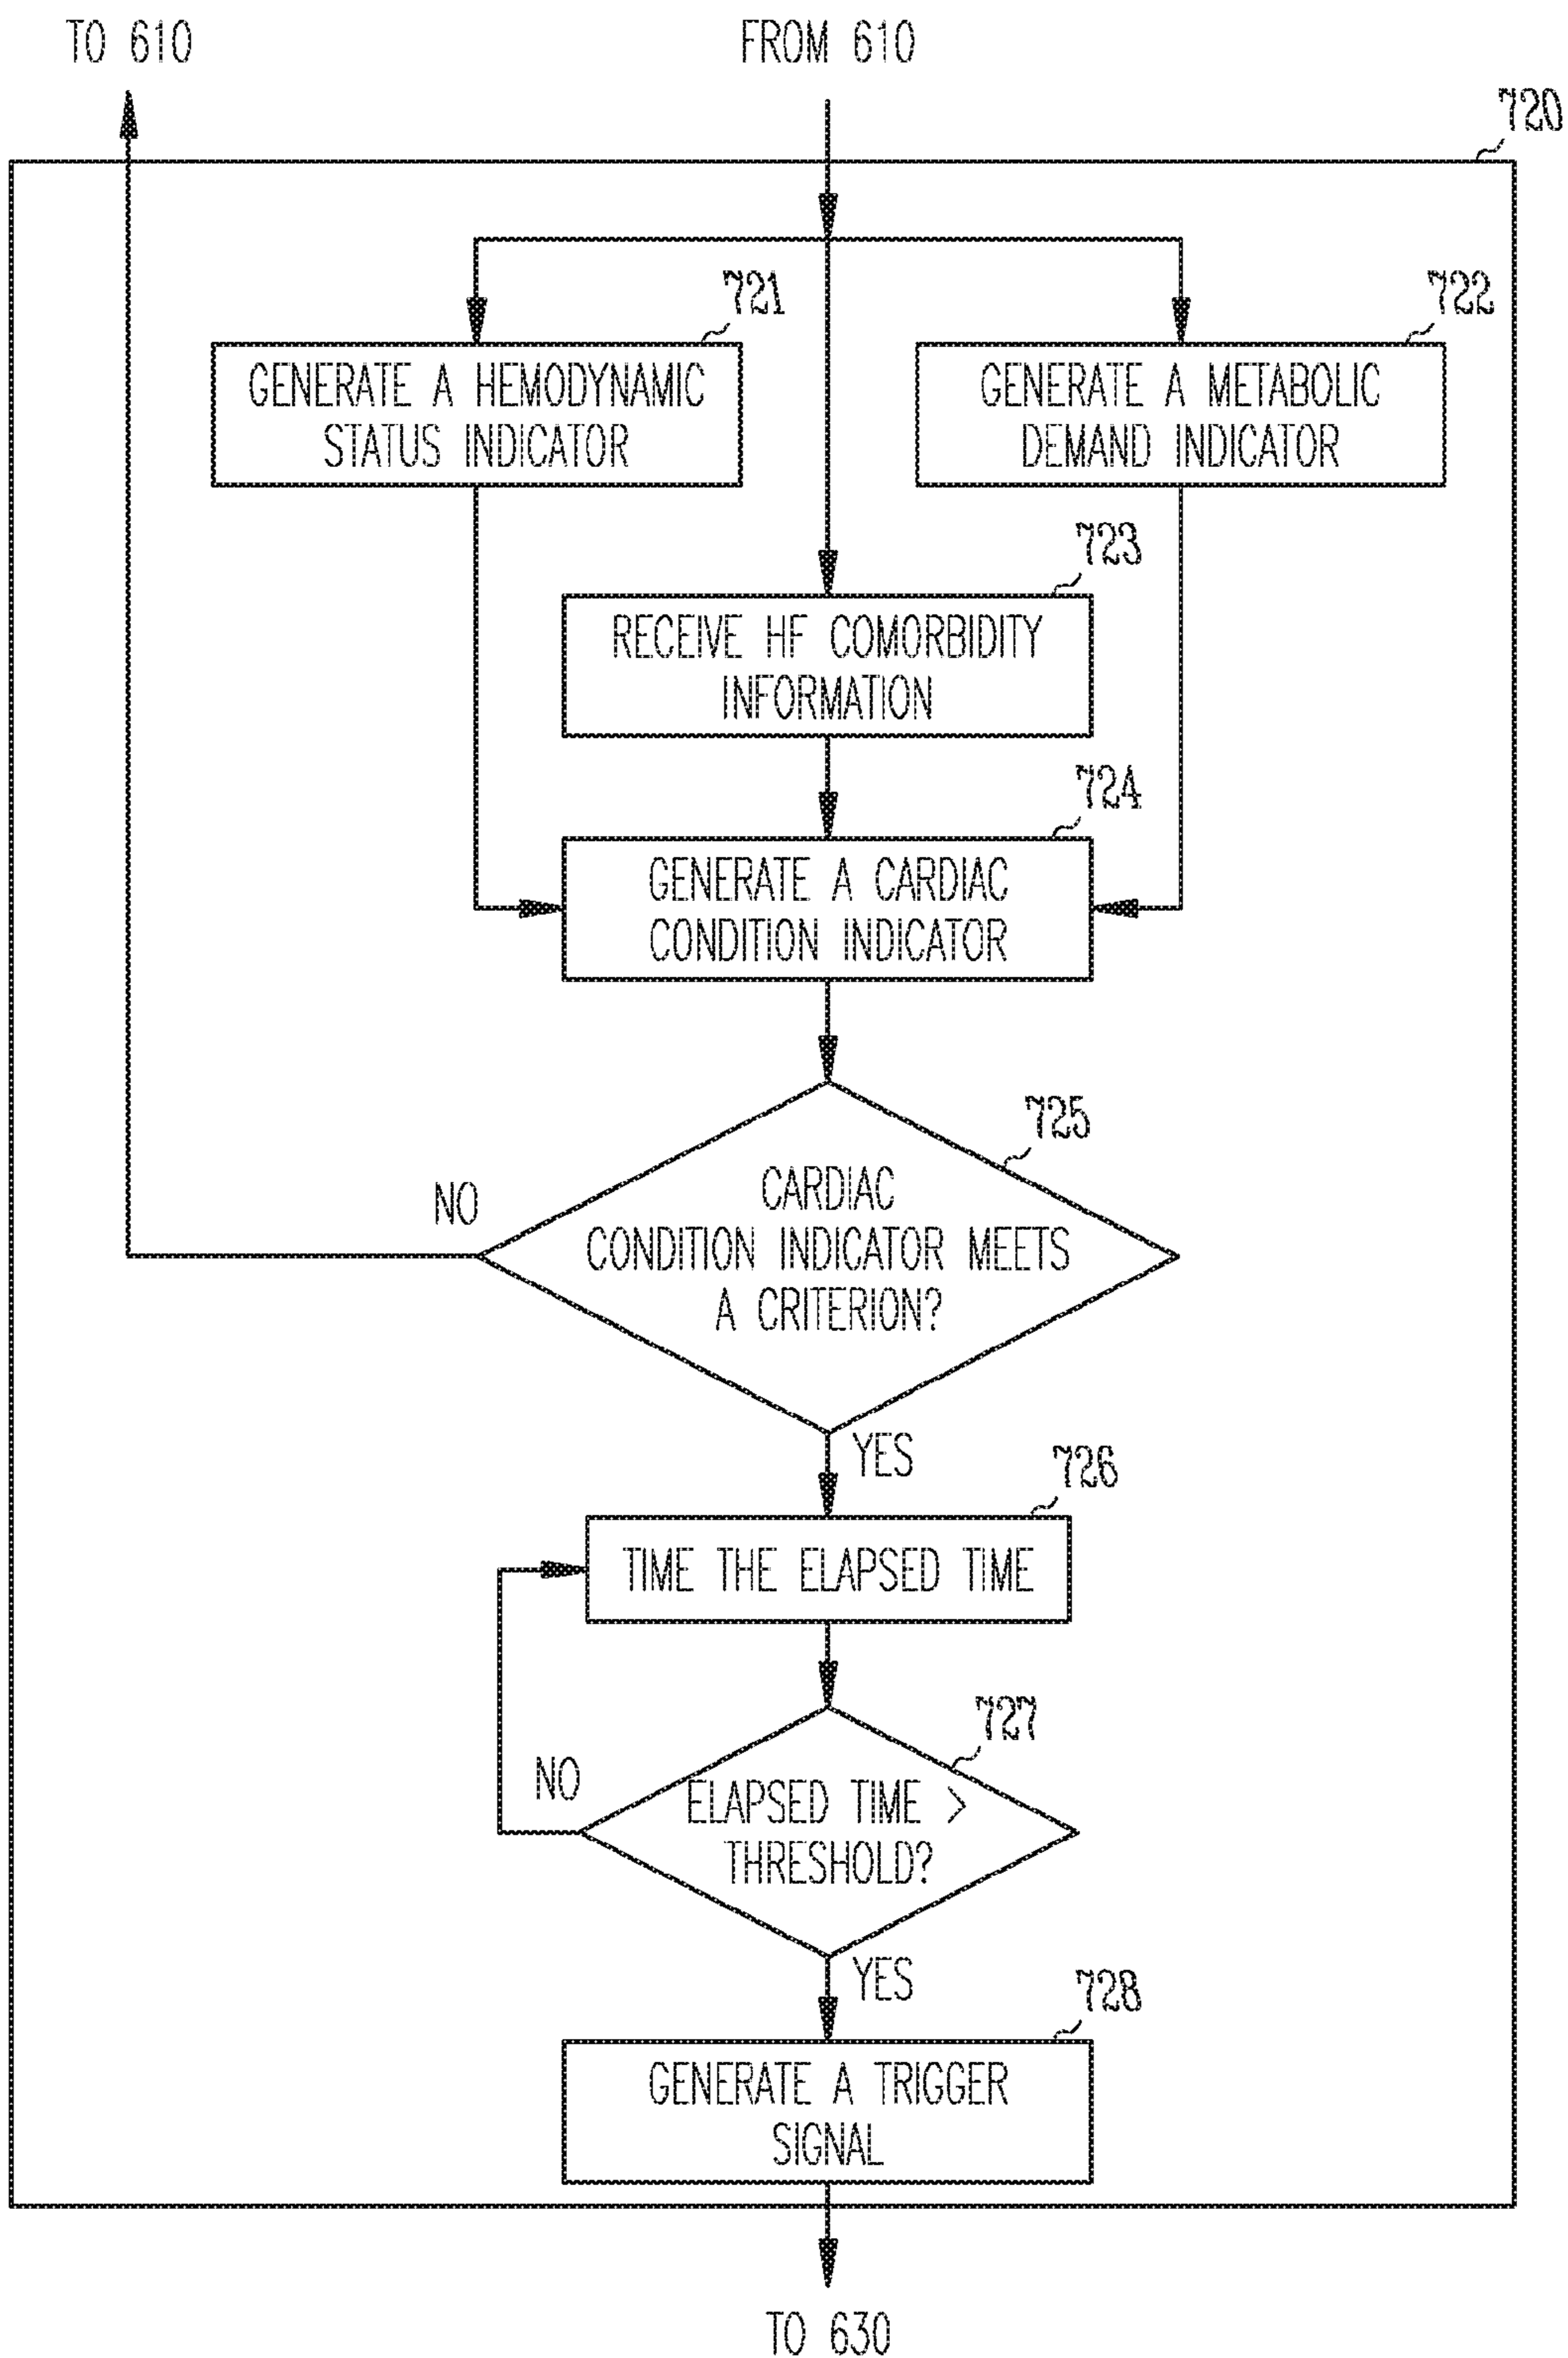 TO 610
FROM 610
720
721
722
GENERATE A HEMODYNAMIC
STATUS INDICATOR
GENERATE A METABOLIC
DEMAND INDICATOR
723
RECEIVE HF COMORBIDITY
INFORMATION
724
GENERATE A CARDIAC
CONDITION INDICATOR
725
CARDIAC
CONDITION INDICATOR MEETS
A CRITERION?
NO
YES
726
TIME THE ELAPSED TIME
727
ELAPSED TIME >
THRESHOLD?
NO
YES
728
GENERATE A TRIGGER
SIGNAL
TO 630